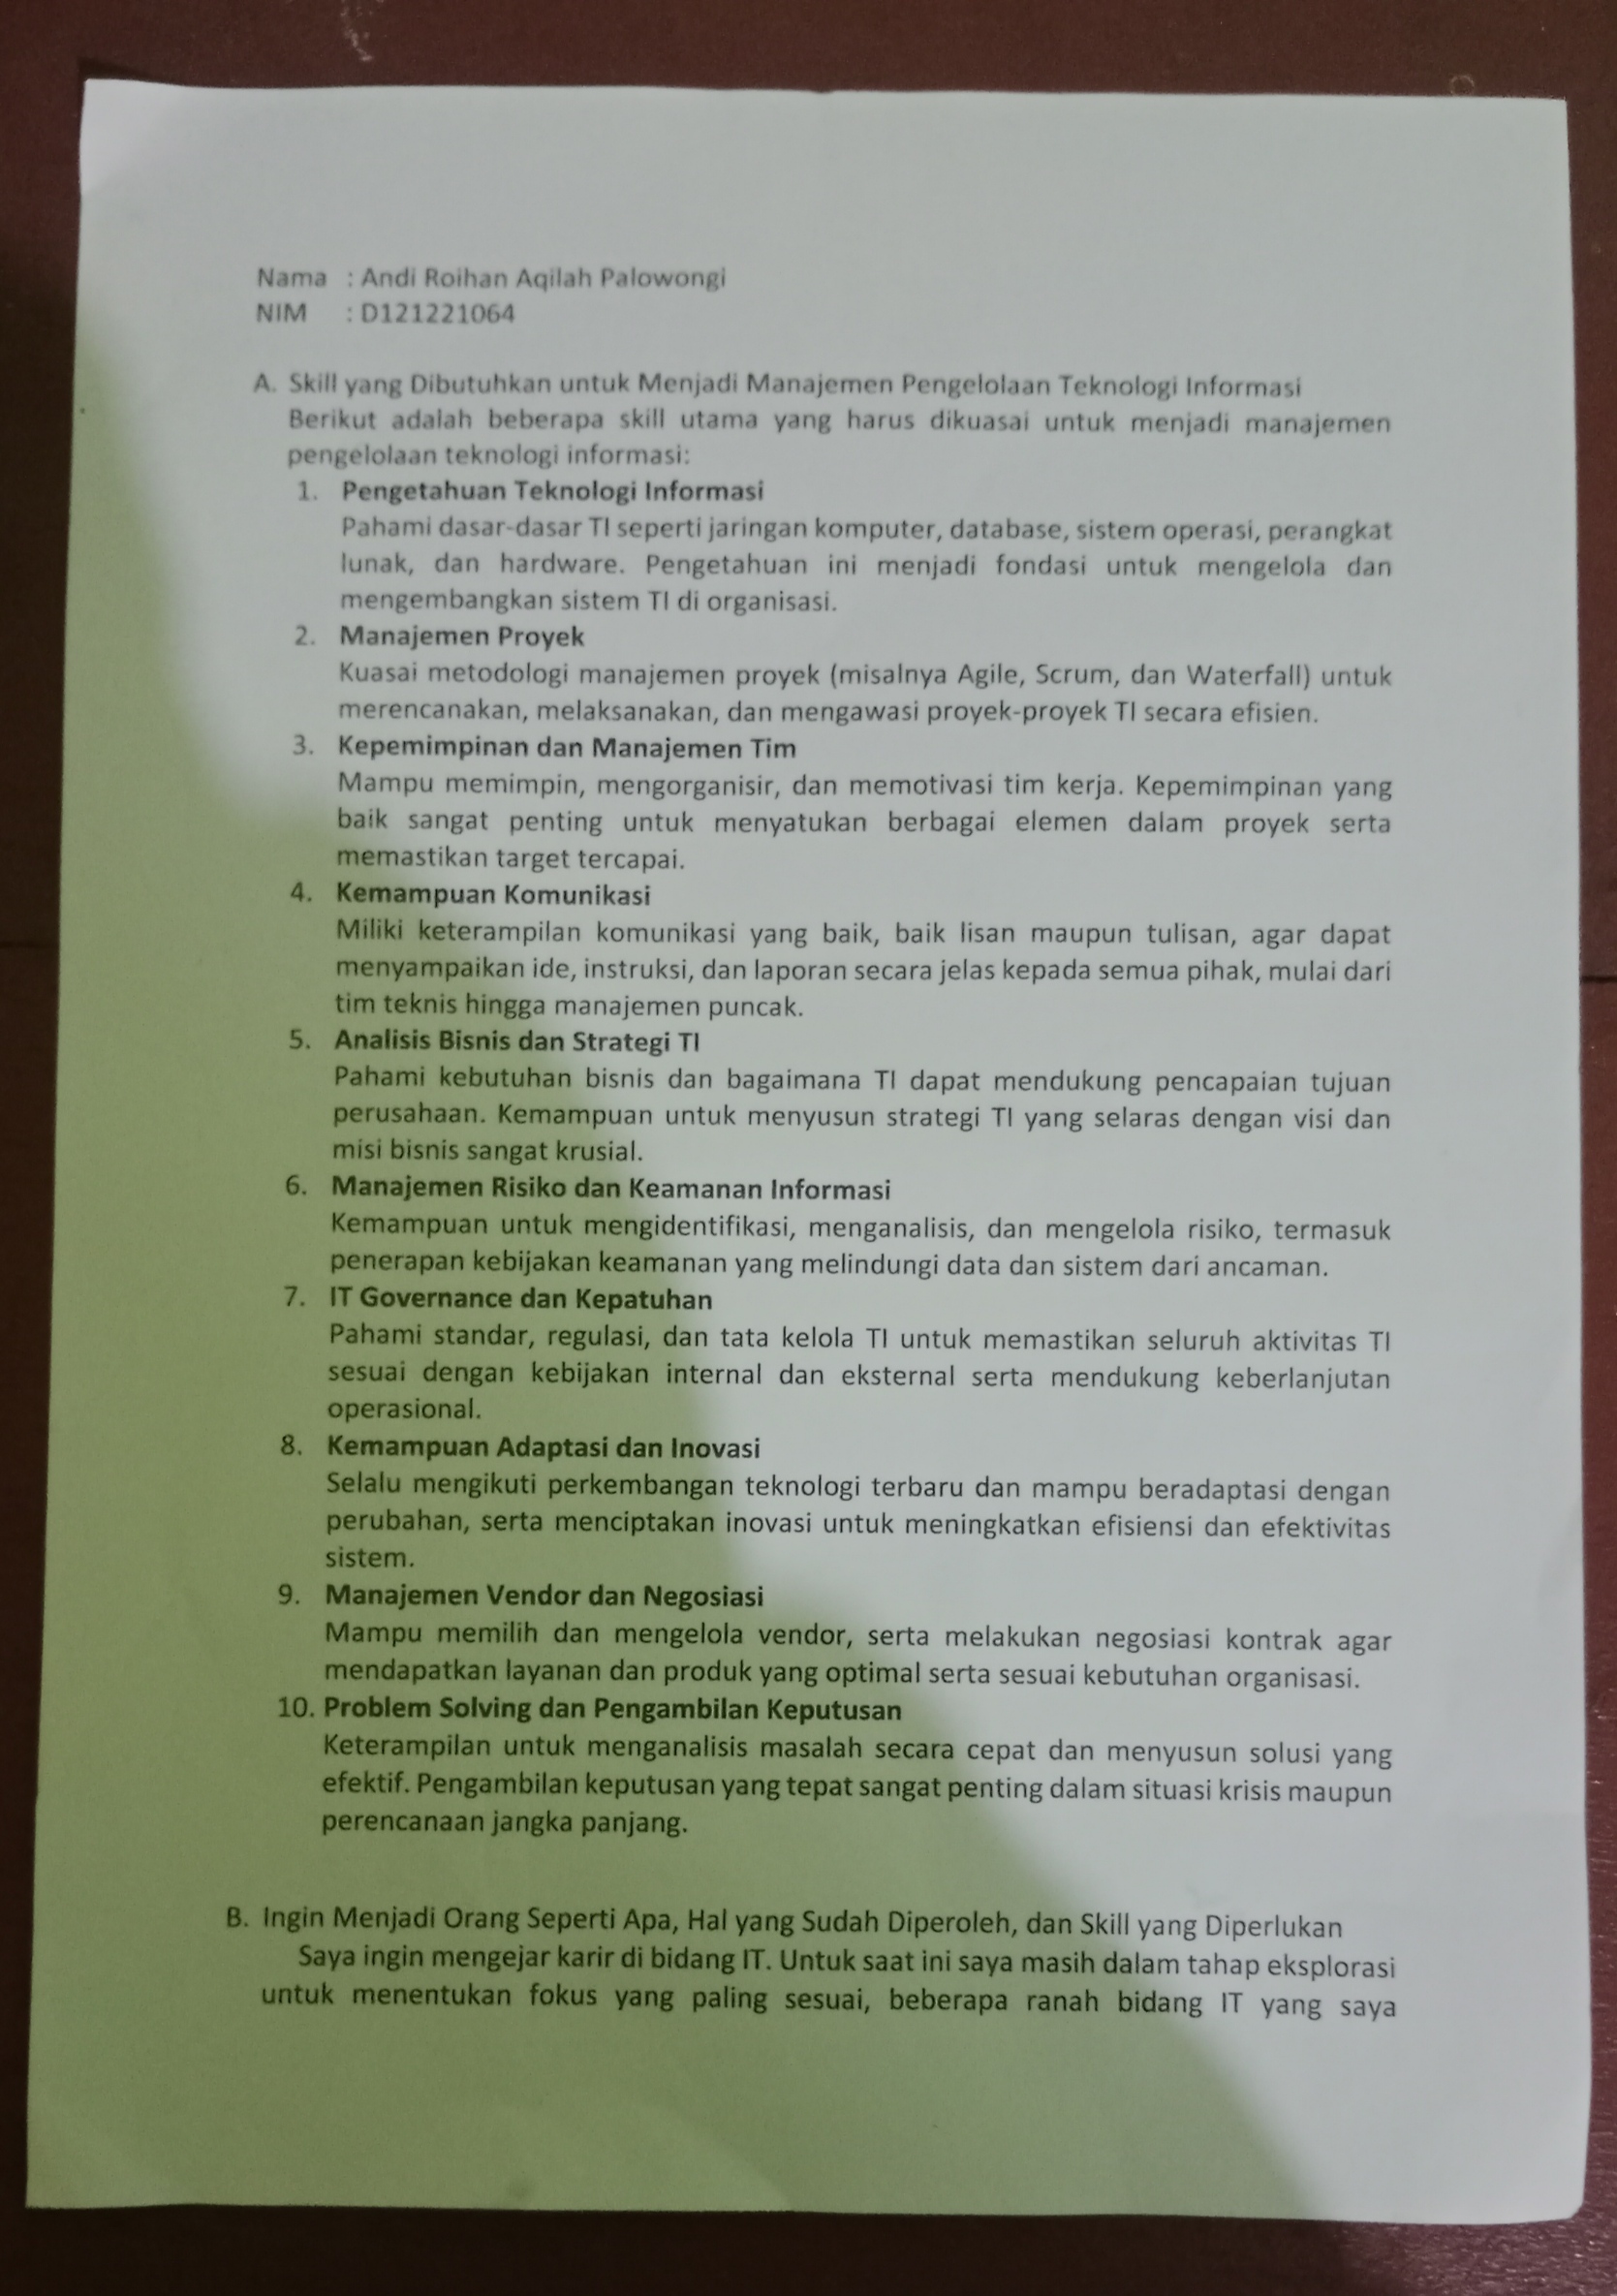 Nama : Andi Roihan Aqilah Palowongi
NIM : D121221064
A. Skill yang Dibutuhkan untuk Menjadi Manajemen Pengelolaan Teknologi Informasi
Berikut adalah beberapa skill utama yang harus dikuasai untuk menjadi manajemen
pengelolaan teknologi informasi:
1. Pengetahuan Teknologi Informasi
Pahami dasar-dasar TI seperti jaringan komputer, database, sistem operasi, perangkat
lunak, dan hardware. Pengetahuan ini menjadi fondasi untuk mengelola dan
mengembangkan sistem TI di organisasi.
2. Manajemen Proyek
Kuasai metodologi manajemen proyek (misalnya Agile, Scrum, dan Waterfall) untuk
merencanakan, melaksanakan, dan mengawasi proyek-proyek TI secara efisien.
3. Kepemimpinan dan Manajemen Tim
Mampu memimpin, mengorganisir, dan memotivasi tim kerja. Kepemimpinan yang
baik sangat penting untuk menyatukan berbagai elemen dalam proyek serta
memastikan target tercapai.
4. Kemampuan Komunikasi
Miliki keterampilan komunikasi yang baik, baik lisan maupun tulisan, agar dapat
menyampaikan ide, instruksi, dan laporan secara jelas kepada semua pihak, mulai dari
tim teknis hingga manajemen puncak.
5. Analisis Bisnis dan Strategi TI
Pahami kebutuhan bisnis dan bagaimana TI dapat mendukung pencapaian tujuan
perusahaan. Kemampuan untuk menyusun strategi TI yang selaras dengan visi dan
misi bisnis sangat krusial.
6. Manajemen Risiko dan Keamanan Informasi
Kemampuan untuk mengidentifikasi, menganalisis, dan mengelola risiko, termasuk
penerapan kebijakan keamanan yang melindungi data dan sistem dari ancaman.
7. IT Governance dan Kepatuhan
Pahami standar, regulasi, dan tata kelola TI untuk memastikan seluruh aktivitas TI
sesuai dengan kebijakan internal dan eksternal serta mendukung keberlanjutan
operasional.
8. Kemampuan Adaptasi dan Inovasi
Selalu mengikuti perkembangan teknologi terbaru dan mampu beradaptasi dengan
perubahan, serta menciptakan inovasi untuk meningkatkan efisiensi dan efektivitas
sistem.
9. Manajemen Vendor dan Negosiasi
Mampu memilih dan mengelola vendor, serta melakukan negosiasi kontrak agar
mendapatkan layanan dan produk yang optimal serta sesuai kebutuhan organisasi.
10. Problem Solving dan Pengambilan Keputusan
Keterampilan untuk menganalisis masalah secara cepat dan menyusun solusi yang
efektif. Pengambilan keputusan yang tepat sangat penting dalam situasi krisis maupun
perencanaan jangka panjang.
B. Ingin Menjadi Orang Seperti Apa, Hal yang Sudah Diperoleh, dan Skill yang Diperlukan
Saya ingin mengejar karir di bidang IT. Untuk saat ini saya masih dalam tahap eksplorasi
untuk menentukan fokus yang paling sesuai, beberapa ranah bidang IT yang saya